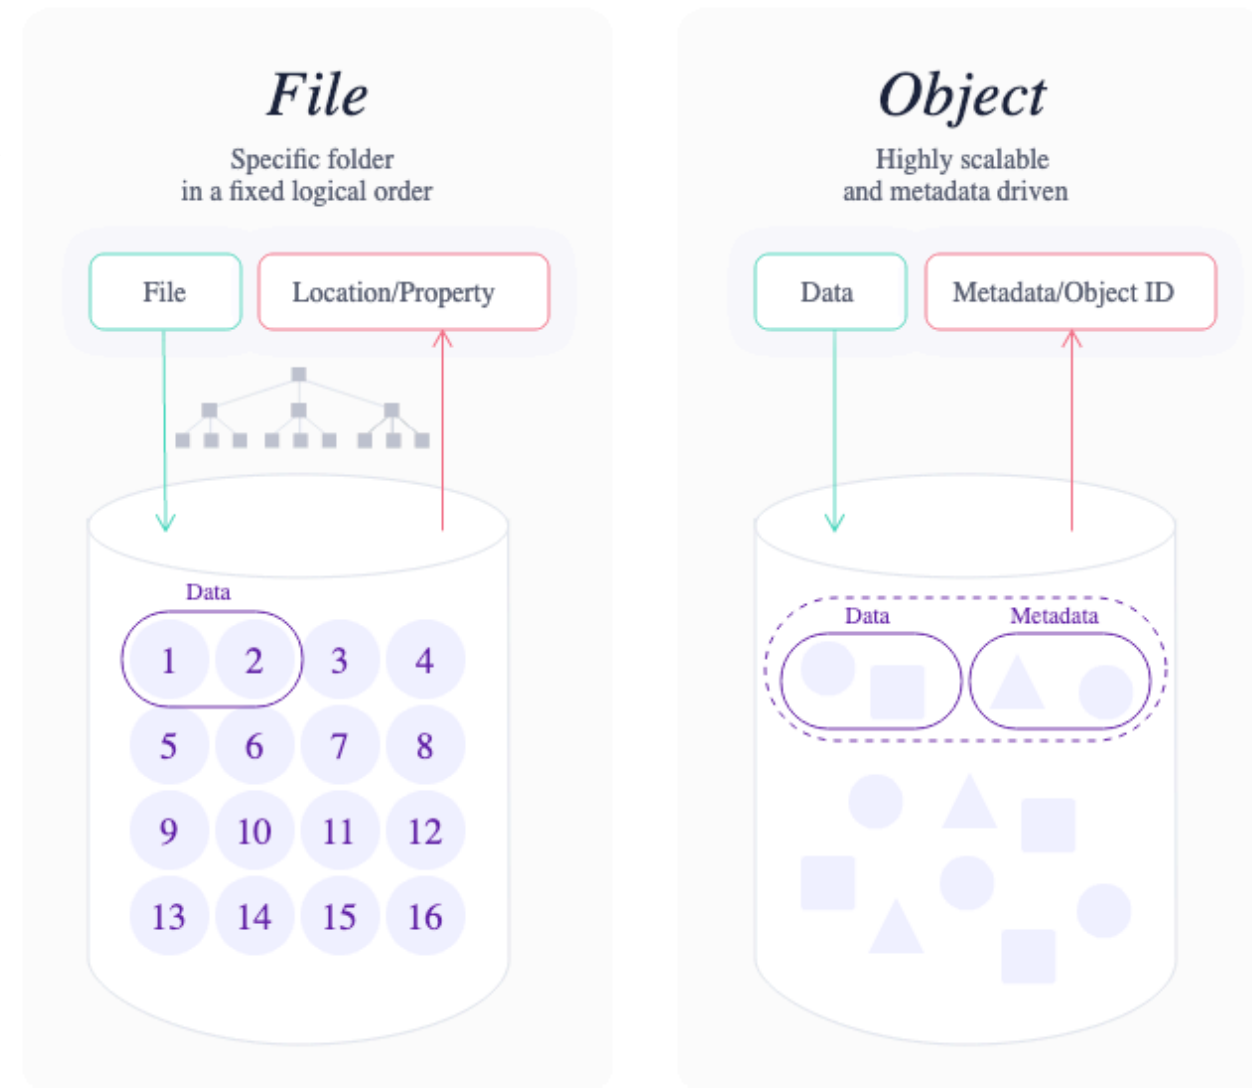 File
Specific folder
in a fixed logical order
File
Location/Property
Data
1 2 3 4
5 6 7 8
9 10 11 12
13 14 15 16
Object
Highly scalable
and metadata driven
Data
Metadata/Object ID
Data
Metadata